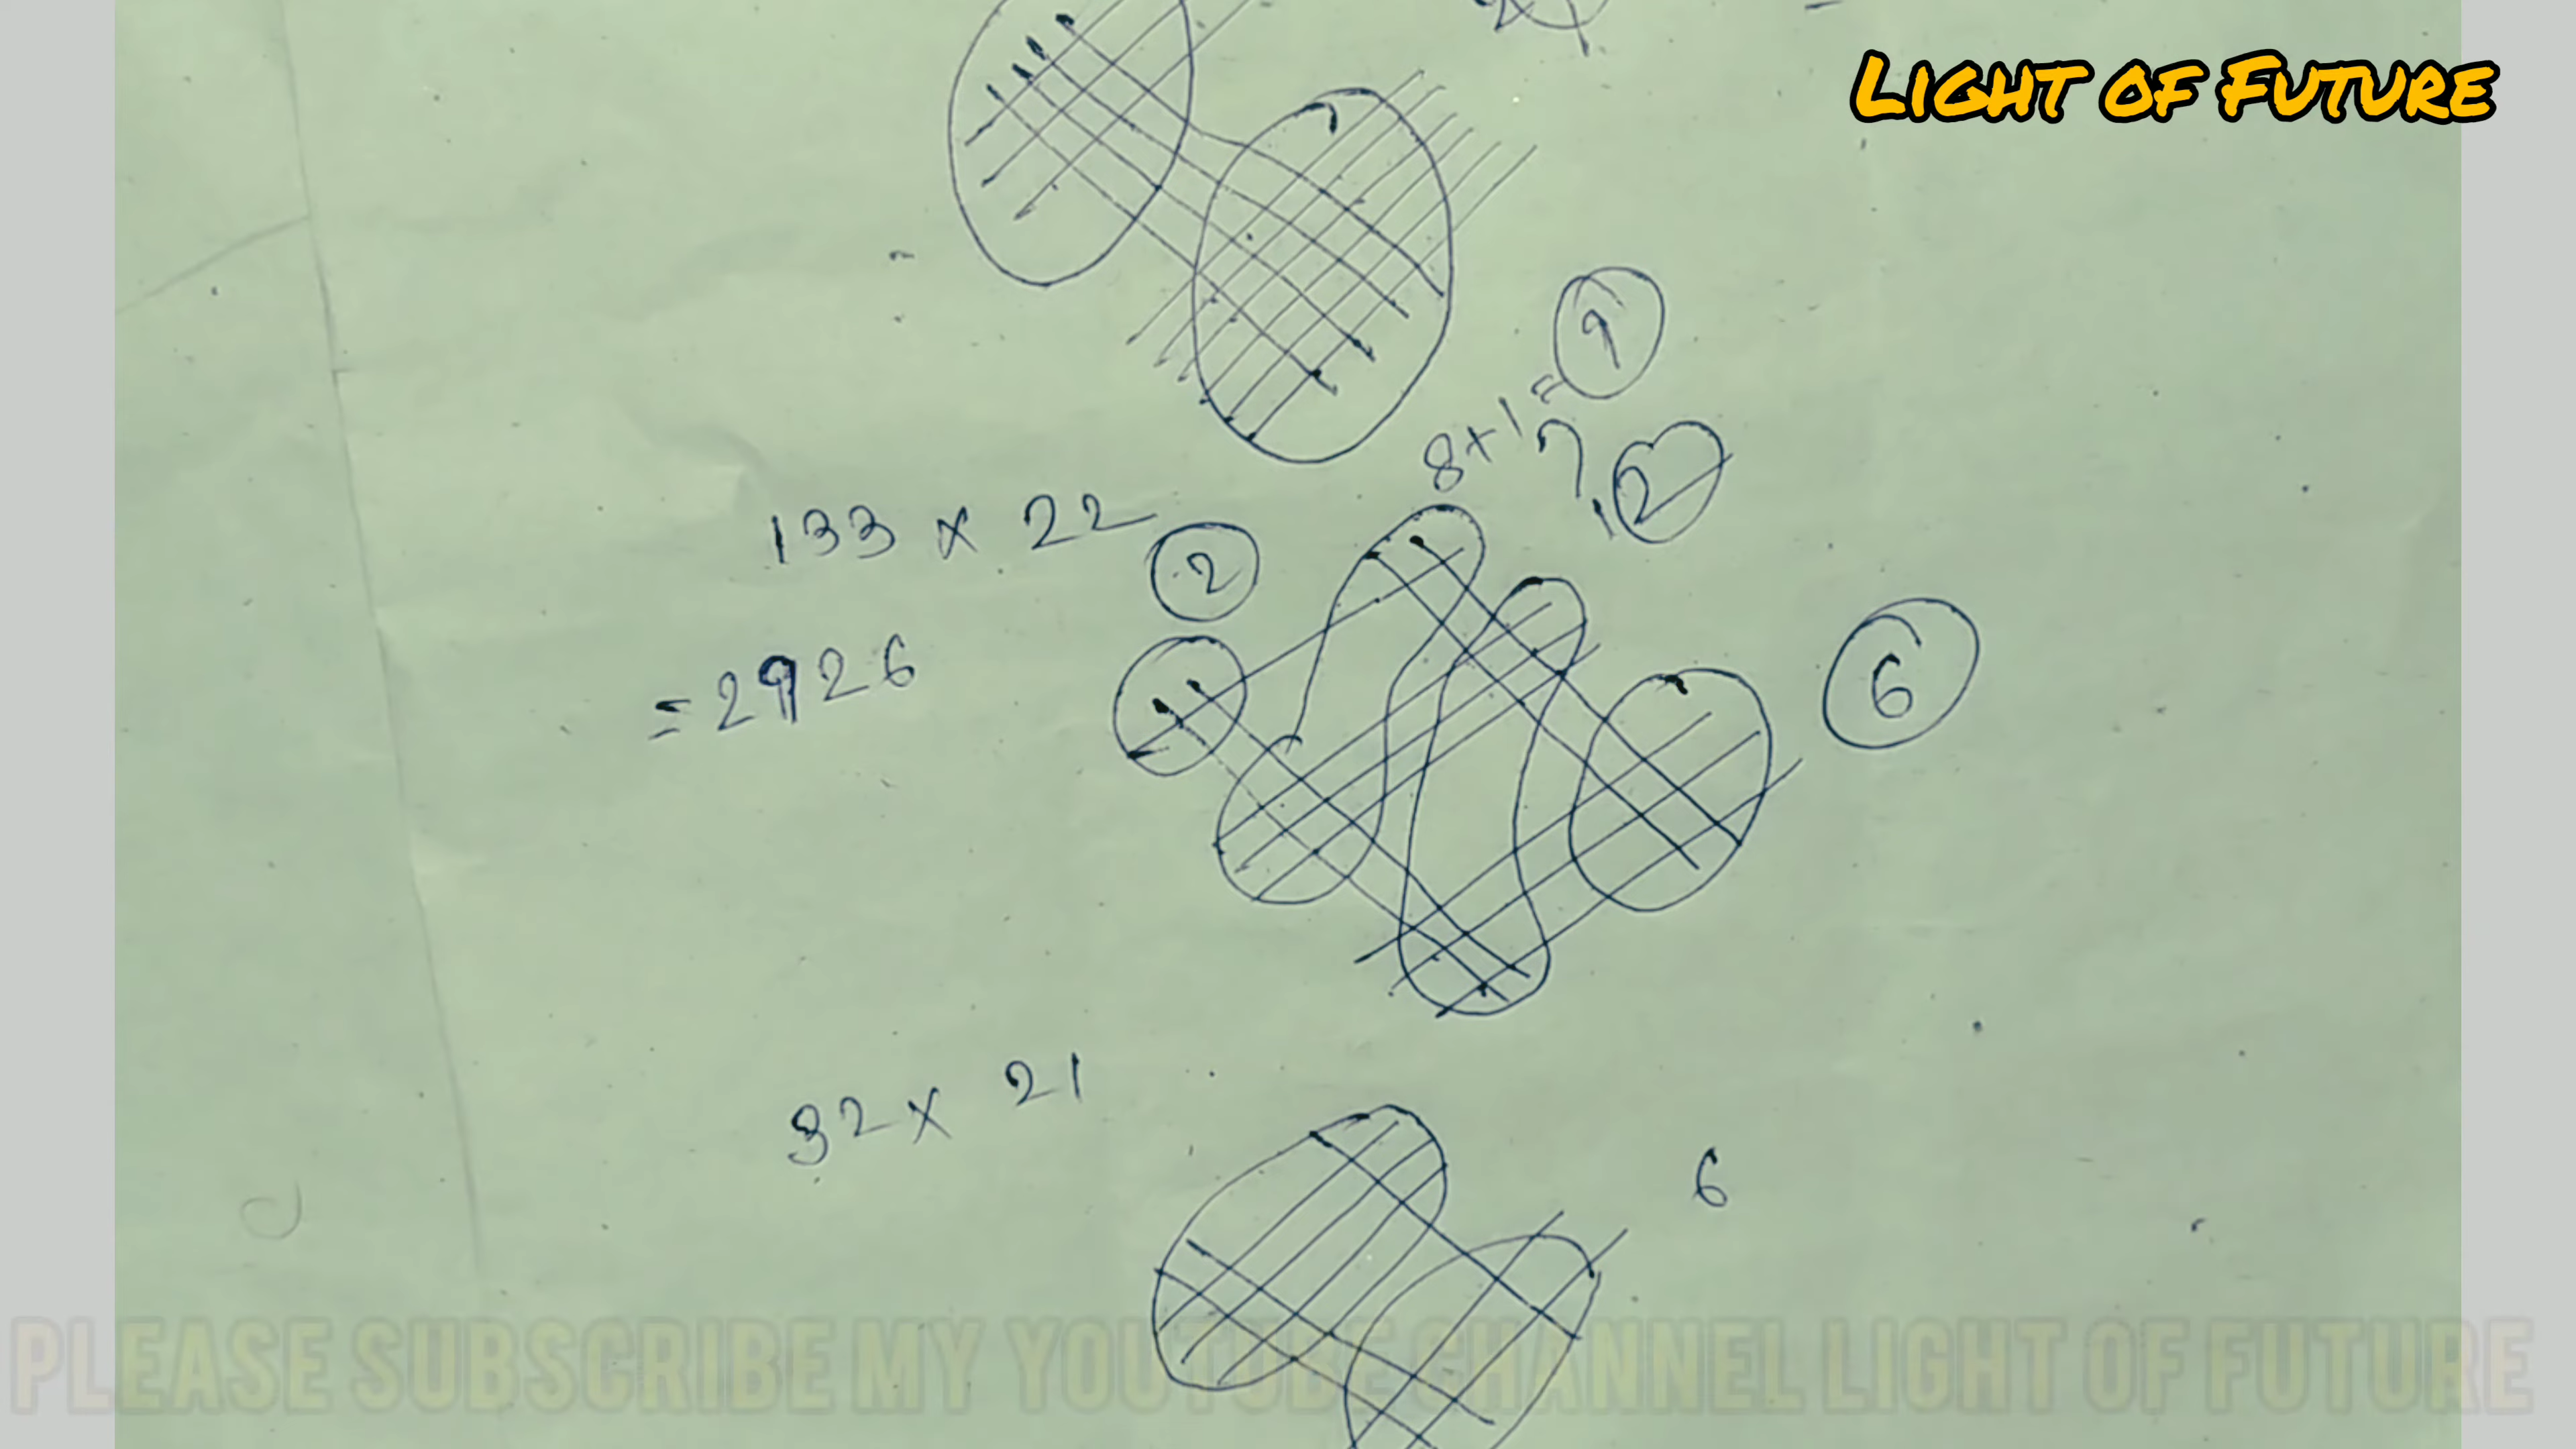 LIGHT OF FUTURE
9
8+1=
12
133 × 22
2
6
=2926
32 × 21
6
PLEASE SUBSCRIBE MY YOUTUBE CHANNEL LIGHT OF FUTURE